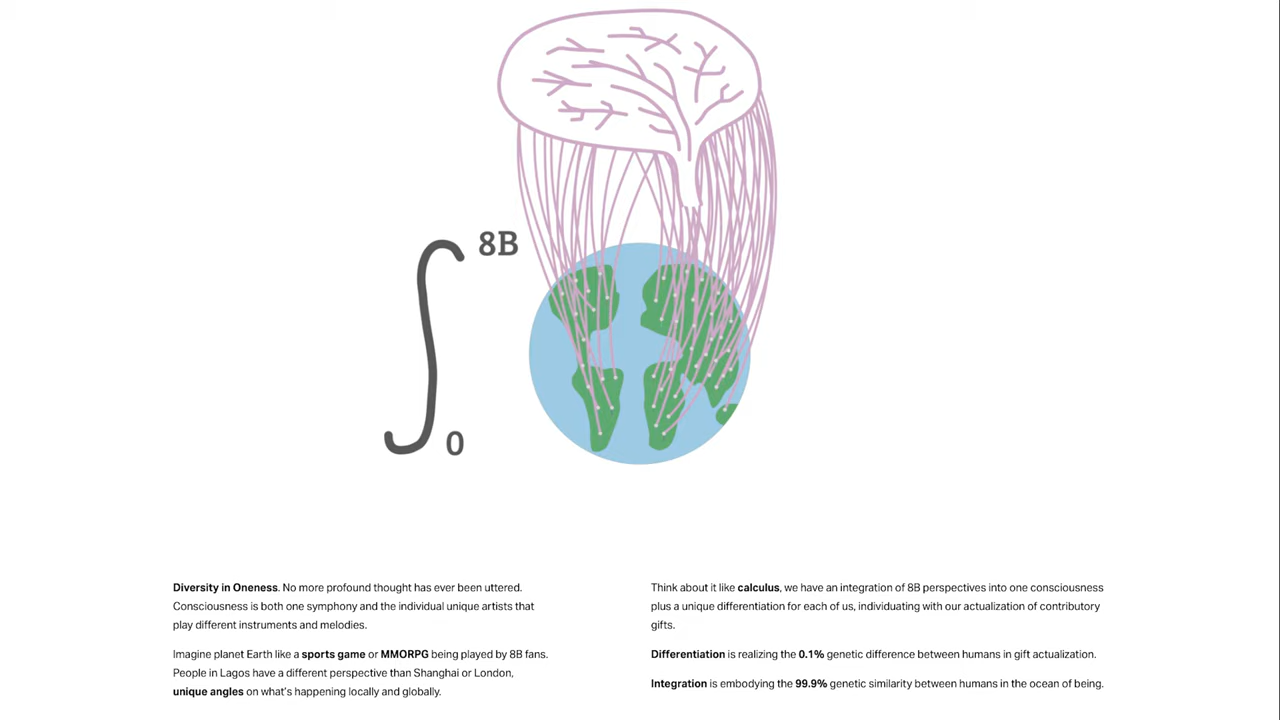 8B
∫
0
Diversity in Oneness. No more profound thought has ever been uttered.
Consciousness is both one symphony and the individual unique artists that
play different instruments and melodies.
Imagine planet Earth like a sports game or MMORPG being played by 8B fans.
People in Lagos have a different perspective than Shanghai or London,
unique angles on what's happening locally and globally.
Think about it like calculus, we have an integration of 8B perspectives into one consciousness
plus a unique differentiation for each of us, individuating with our actualization of contributory
gifts.
Differentiation is realizing the 0.1% genetic difference between humans in gift actualization.
Integration is embodying the 99.9% genetic similarity between humans in the ocean of being.